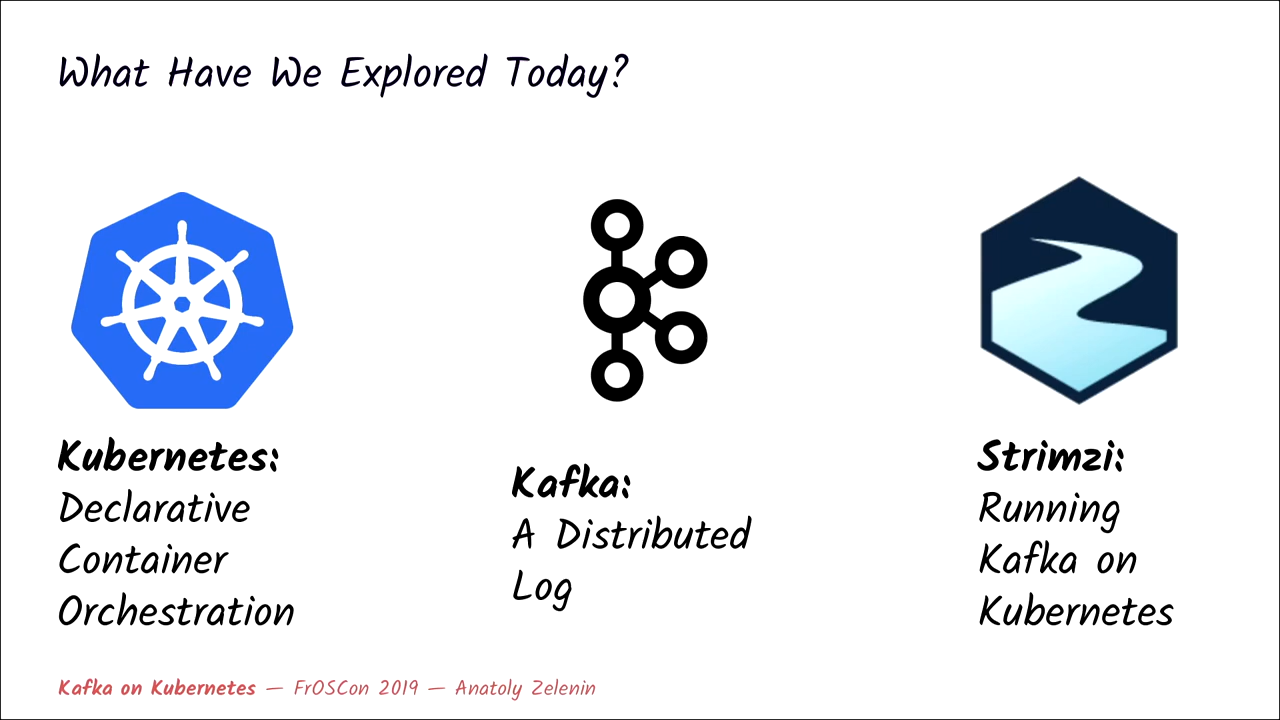 What Have We Explored Today?
Kubernetes:
Declarative
Container
Orchestration
Kafka:
A Distributed
Log
Strimzi:
Running
Kafka on
Kubernetes
Kafka on Kubernetes — FrOSCon 2019 — Anatoly Zelenin